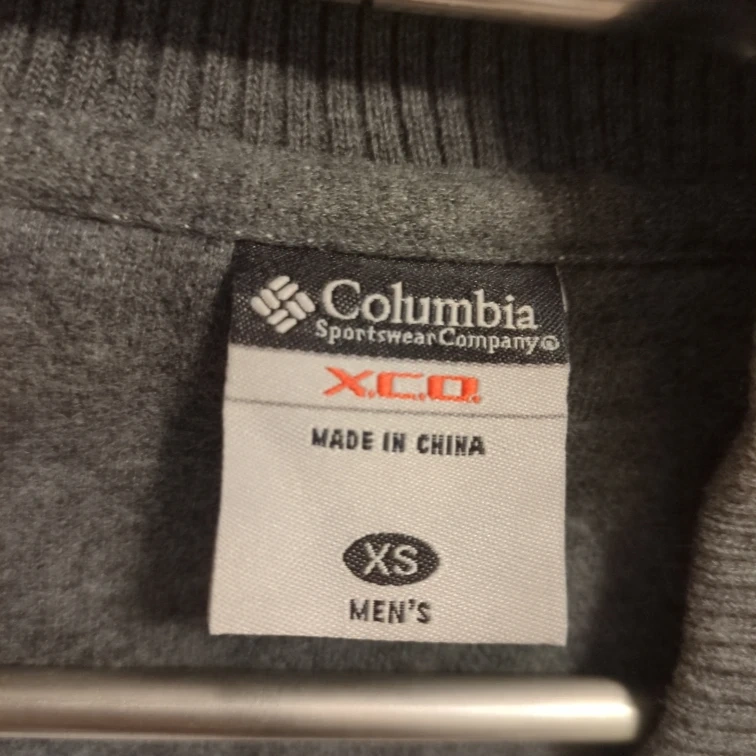 Columbia
Sportswear Company®
X.C.O.
MADE IN CHINA
XS
MEN'S